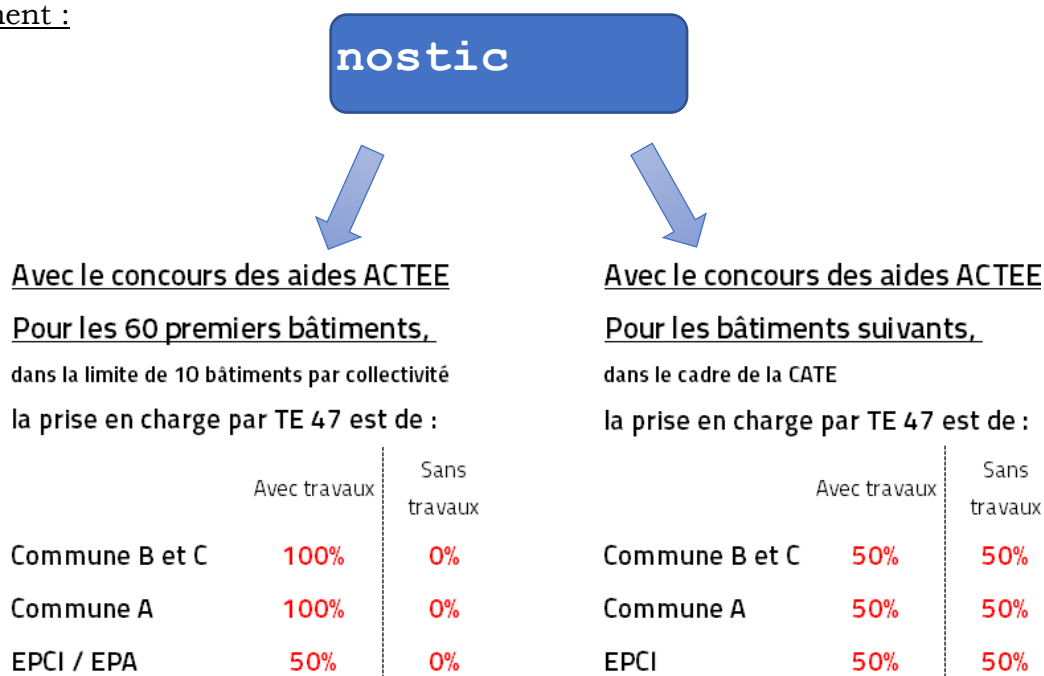 ment :
nostic
Avec le concours des aides ACTEE
Pour les 60 premiers bâtiments,
dans la limite de 10 bâtiments par collectivité
la prise en charge par TE 47 est de :
Avec travaux Sans travaux
Commune B et C 100% 0%
Commune A 100% 0%
EPCI / EPA 50% 0%
Avec le concours des aides ACTEE
Pour les bâtiments suivants,
dans le cadre de la CATE
la prise en charge par TE 47 est de :
Avec travaux Sans travaux
Commune B et C 50% 50%
Commune A 50% 50%
EPCI 50% 50%